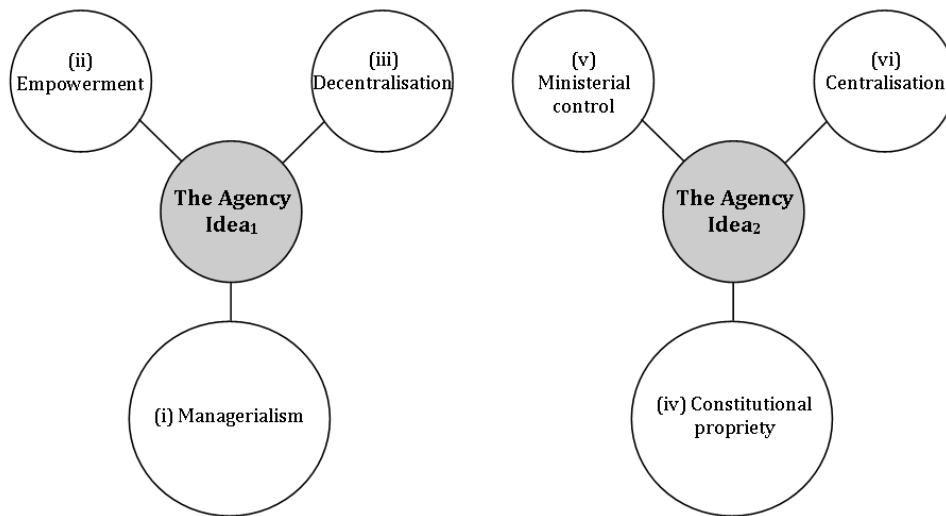 (ii)
Empowerment
(iii)
Decentralisation
The Agency
Idea₁
(i) Managerialism
(v)
Ministerial
control
(vi)
Centralisation
The Agency
Idea₂
(iv) Constitutional
propriety